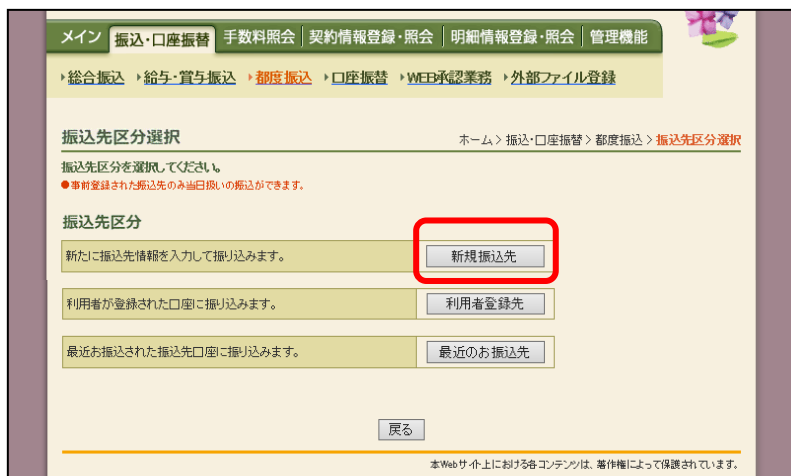 メイン 振込・口座振替 手数料照会 契約情報登録・照会 明細情報登録・照会 管理機能
総合振込 給与・賞与振込 都度振込 口座振替 WEB承認業務 外部ファイル登録
振込先区分選択 ホーム > 振込・口座振替 > 都度振込 > 振込先区分選択
振込先区分を選択してください。
●事前登録された振込先のみ当日扱いの振込ができます。
振込先区分
新たに振込先情報を入力して振り込みます。 新規振込先
利用者が登録された口座に振り込みます。 利用者登録先
最近お振込された振込先口座に振り込みます。 最近のお振込先
戻る
本Webサイト上における各コンテンツは、著作権によって保護されています。